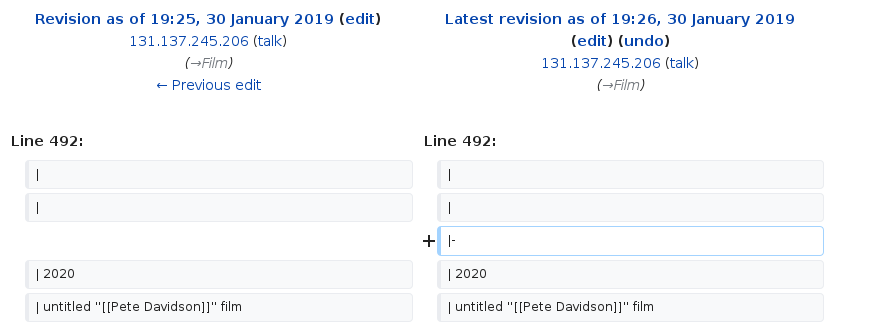 Revision as of 19:25, 30 January 2019 (edit)
131.137.245.206 (talk)
(→Film)
← Previous edit
Latest revision as of 19:26, 30 January 2019
(edit) (undo)
131.137.245.206 (talk)
(→Film)
Line 492:
Line 492:
|
|
|
|
+ |-
| 2020
| 2020
| untitled "[[Pete Davidson]]" film
| untitled "[[Pete Davidson]]" film